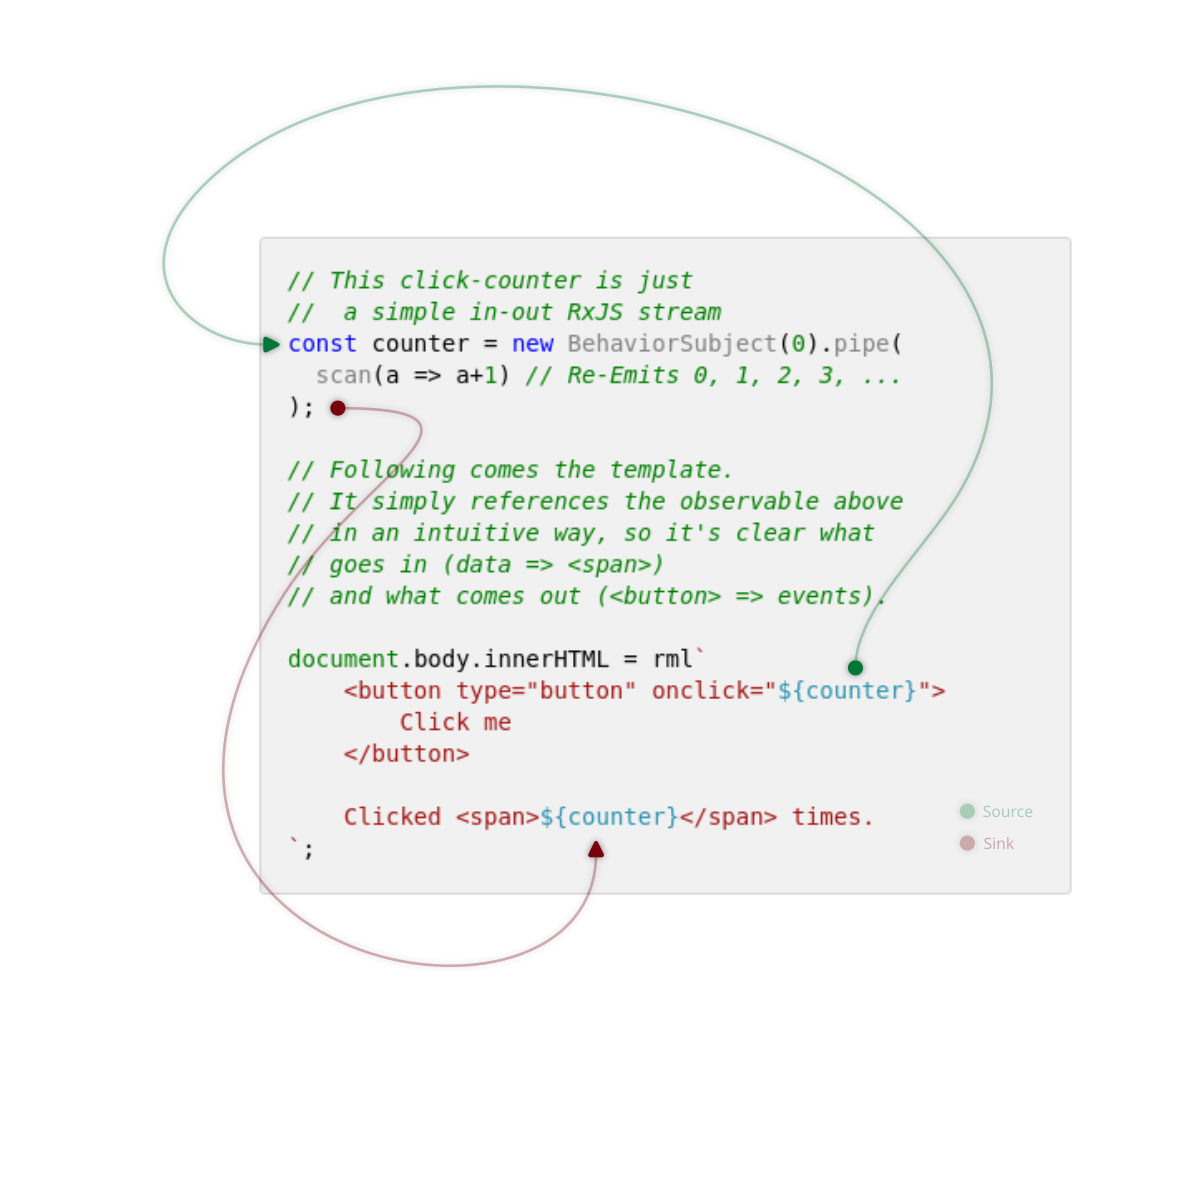 // This click-counter is just
//  a simple in-out RxJS stream
const counter = new BehaviorSubject(0).pipe(
  scan(a => a+1) // Re-Emits 0, 1, 2, 3, ...
);
// Following comes the template.
// It simply references the observable above
// in an intuitive way, so it's clear what
// goes in (data => <span>)
// and what comes out (<button> => events).
document.body.innerHTML = rml`
    <button type="button" onclick="${counter}">
        Click me
    </button>
    Clicked <span>${counter}</span> times.
`;
Source
Sink